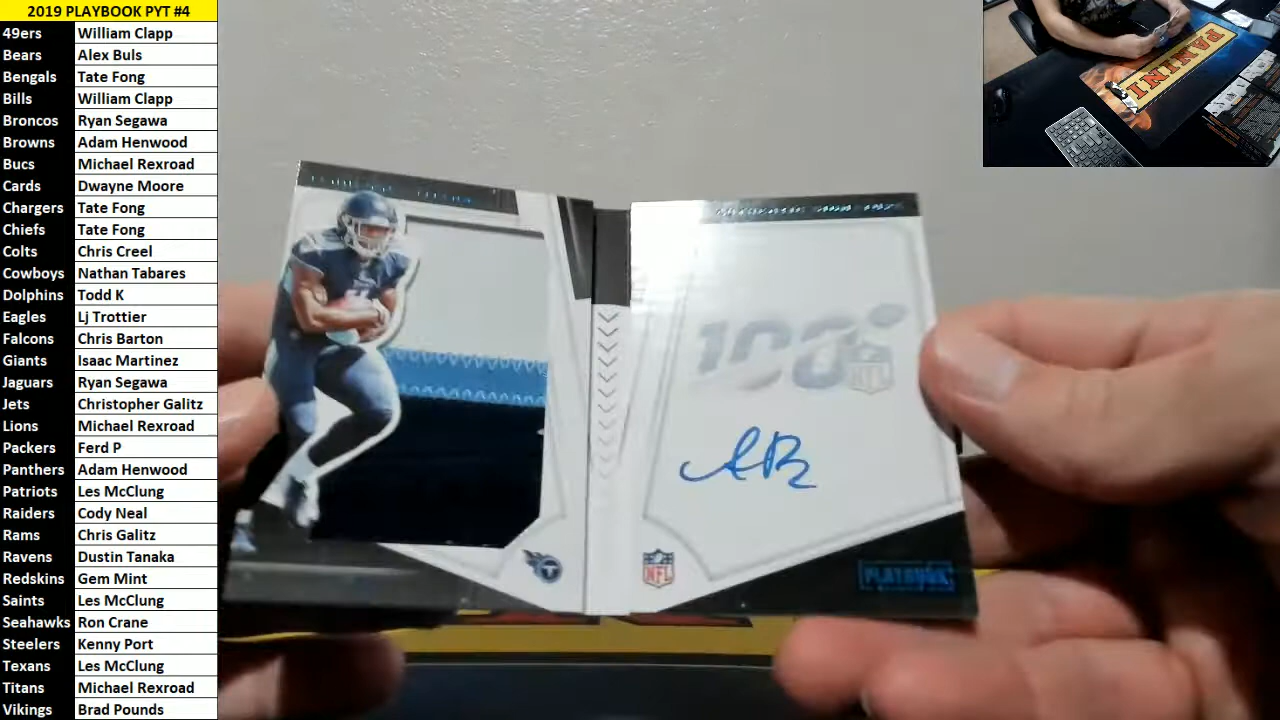 2019 PLAYBOOK PYT #4
49ers William Clapp
Bears Alex Buls
Bengals Tate Fong
Bills William Clapp
Broncos Ryan Segawa
Browns Adam Henwood
Bucs Michael Rexroad
Cards Dwayne Moore
Chargers Tate Fong
Chiefs Tate Fong
Colts Chris Creel
Cowboys Nathan Tabares
Dolphins Todd K
Eagles Lj Trottier
Falcons Chris Barton
Giants Isaac Martinez
Jaguars Ryan Segawa
Jets Christopher Galitz
Lions Michael Rexroad
Packers Ferd P
Panthers Adam Henwood
Patriots Les McClung
Raiders Cody Neal
Rams Chris Galitz
Ravens Dustin Tanaka
Redskins Gem Mint
Saints Les McClung
Seahawks Ron Crane
Steelers Kenny Port
Texans Les McClung
Titans Michael Rexroad
Vikings Brad Pounds
PANINI
100
NFL
T
NFL
PLAYBOOK